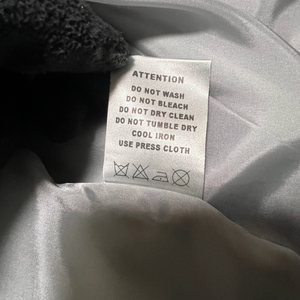 ATTENTION
DO NOT WASH
DO NOT BLEACH
DO NOT DRY CLEAN
DO NOT TUMBLE DRY
COOL IRON
USE PRESS CLOTH